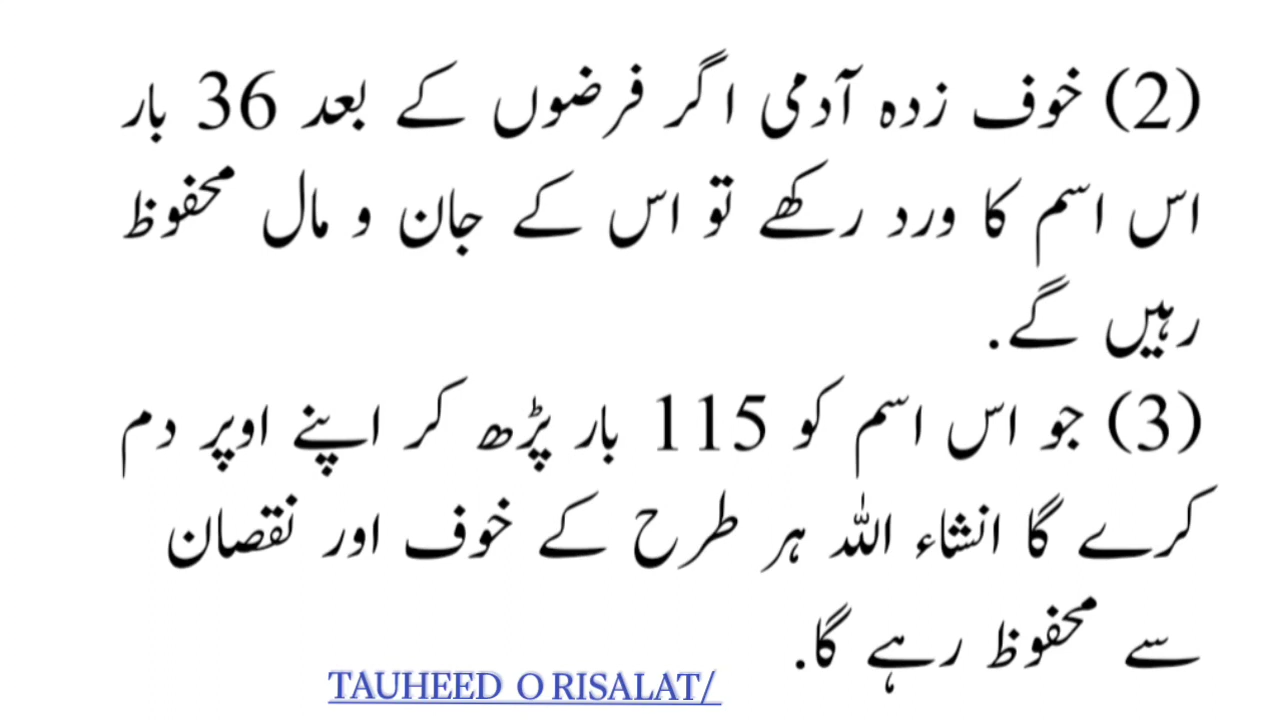 (2) خوف زدہ آدمی اگر فرضوں کے بعد 36 بار
اس اسم کا ورد رکھے تو اس کے جان و مال محفوظ
رہیں گے.
(3) جو اس اسم کو 115 بار پڑھ کر اپنے اوپر دم
کرے گا انشاء اللہ ہر طرح کے خوف اور نقصان
سے محفوظ رہے گا.
TAUHEED O RISALAT/